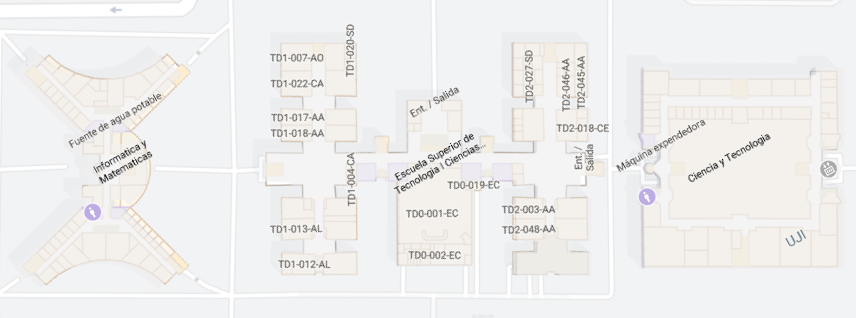 TD1-020-SD
TD1-007-AO
TD1-022-CA
TD1-017-AA
TD1-018-AA
TD1-004-CA
TD1-013-AL
TD1-012-AL
Fuente de agua potable
Informatica y
Matematicas
Ent. / Salida
Escuela Superior de
Tecnología I Ciencias...
TD0-019-EC
TD0-001-EC
TD0-002-EC
TD2-027-SD
TD2-046-AA
TD2-045-AA
TD2-018-CE
Ent. /
Salida
TD2-003-AA
TD2-048-AA
Máquina expendedora
Ciencia y Tecnología
UJI